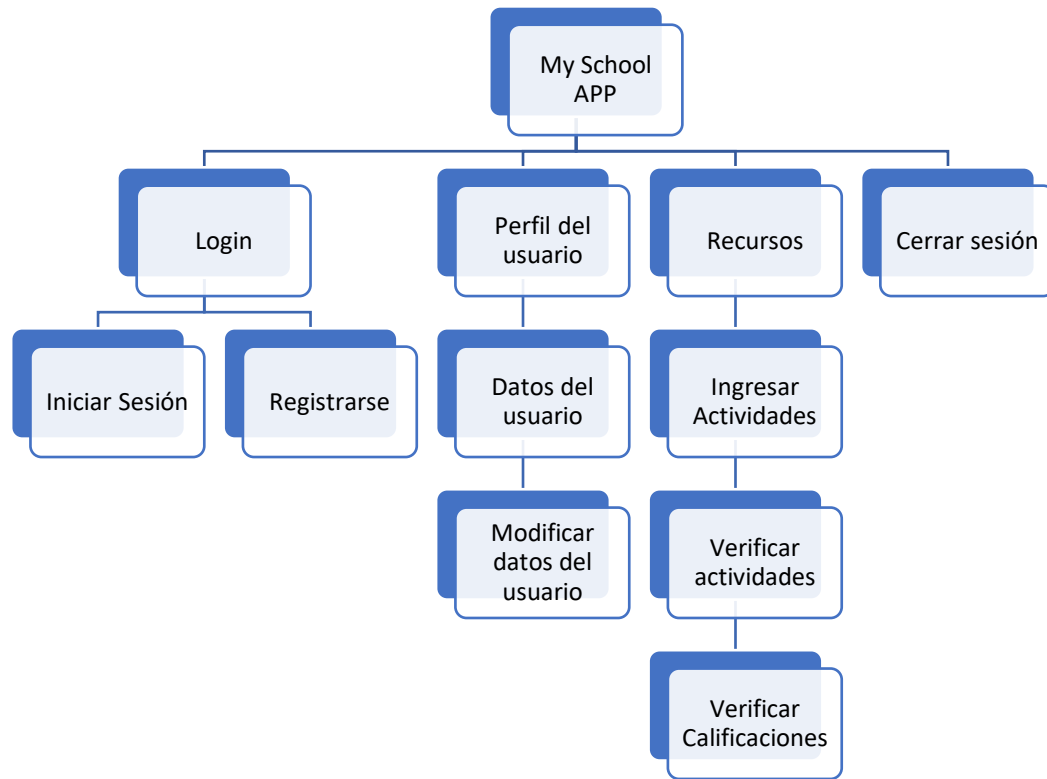 My School
APP
Login
Perfil del
usuario
Recursos
Cerrar sesión
Iniciar Sesión
Registrarse
Datos del
usuario
Ingresar
Actividades
Modificar
datos del
usuario
Verificar
actividades
Verificar
Calificaciones